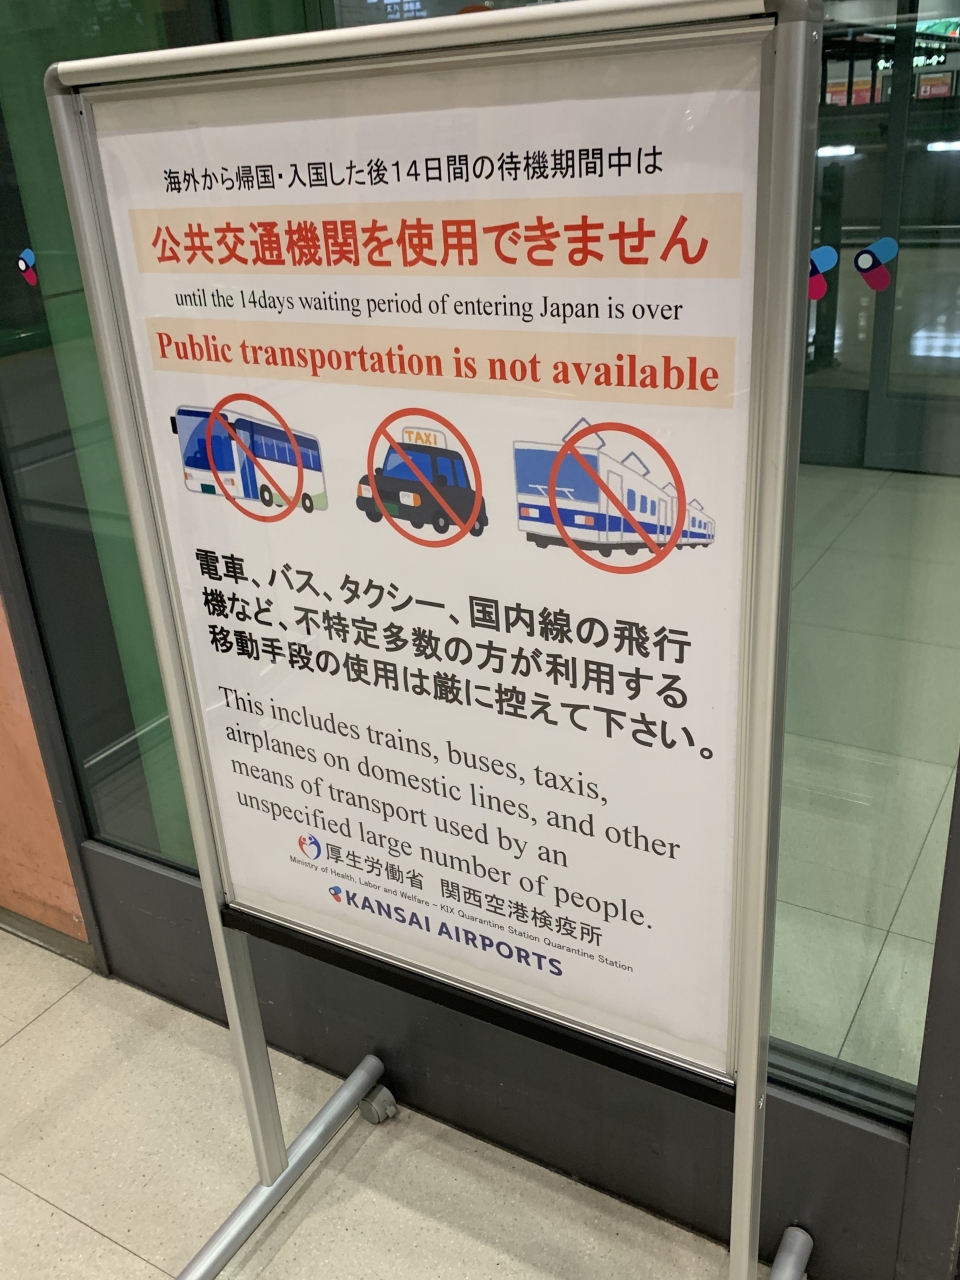 海外から帰国・入国した後14日間の待機期間中は
公共交通機関を使用できません
until the 14days waiting period of entering Japan is over
Public transportation is not available
TAXI
電車、バス、タクシー、国内線の飛行
機など、不特定多数の方が利用する
移動手段の使用は厳に控えて下さい。
This includes trains, buses, taxis,
airplanes on domestic lines, and other
means of transport used by an
unspecified large number of people.
厚生労働省 関西空港検疫所
Ministry of Health, Labor and Welfare - KIX Quarantine Station Quarantine Station
KANSAI AIRPORTS